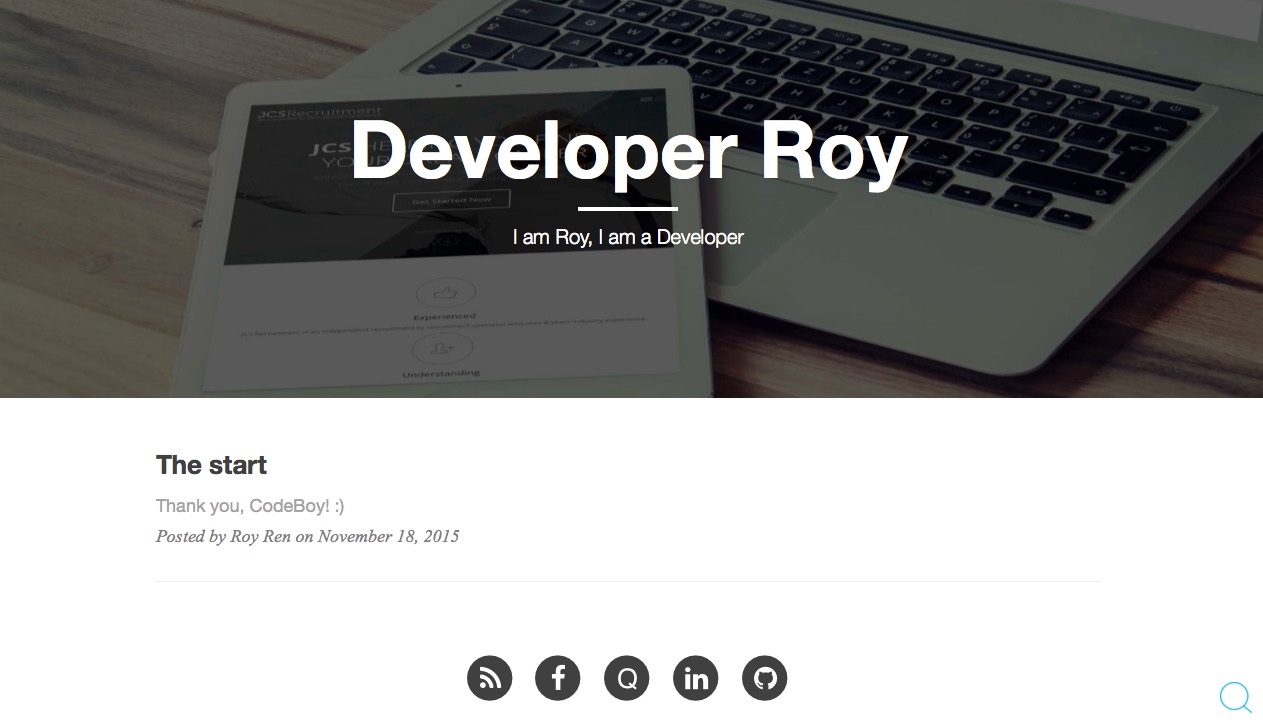 JCSRecruitment
Developer Roy
Get Started Now
I am Roy, I am a Developer
Experienced
Understanding
The start
Thank you, CodeBoy! :)
Posted by Roy Ren on November 18, 2015